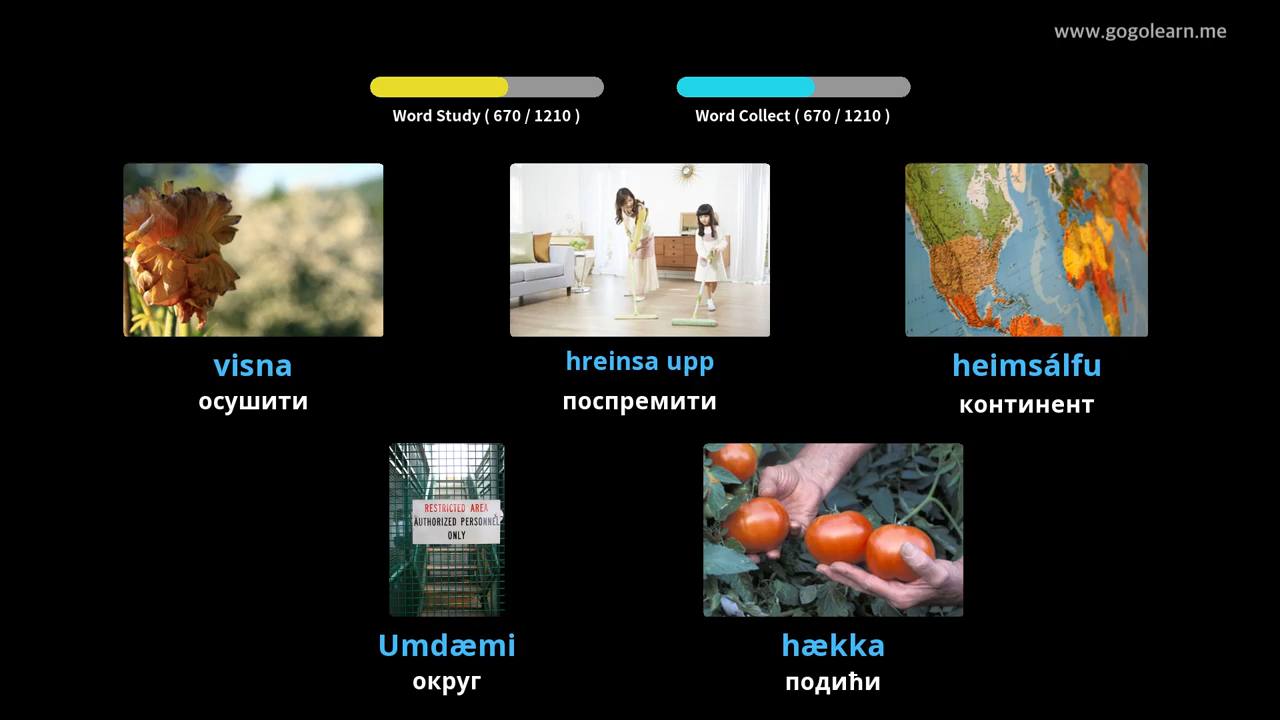 www.gogolearn.me
Word Study ( 670 / 1210 )
Word Collect ( 670 / 1210 )
visna
осушити
hreinsa upp
поспремити
heimsálfu
континент
RESTRICTED AREA
AUTHORIZED PERSONNEL
ONLY
Umdæmi
округ
hækka
подићи